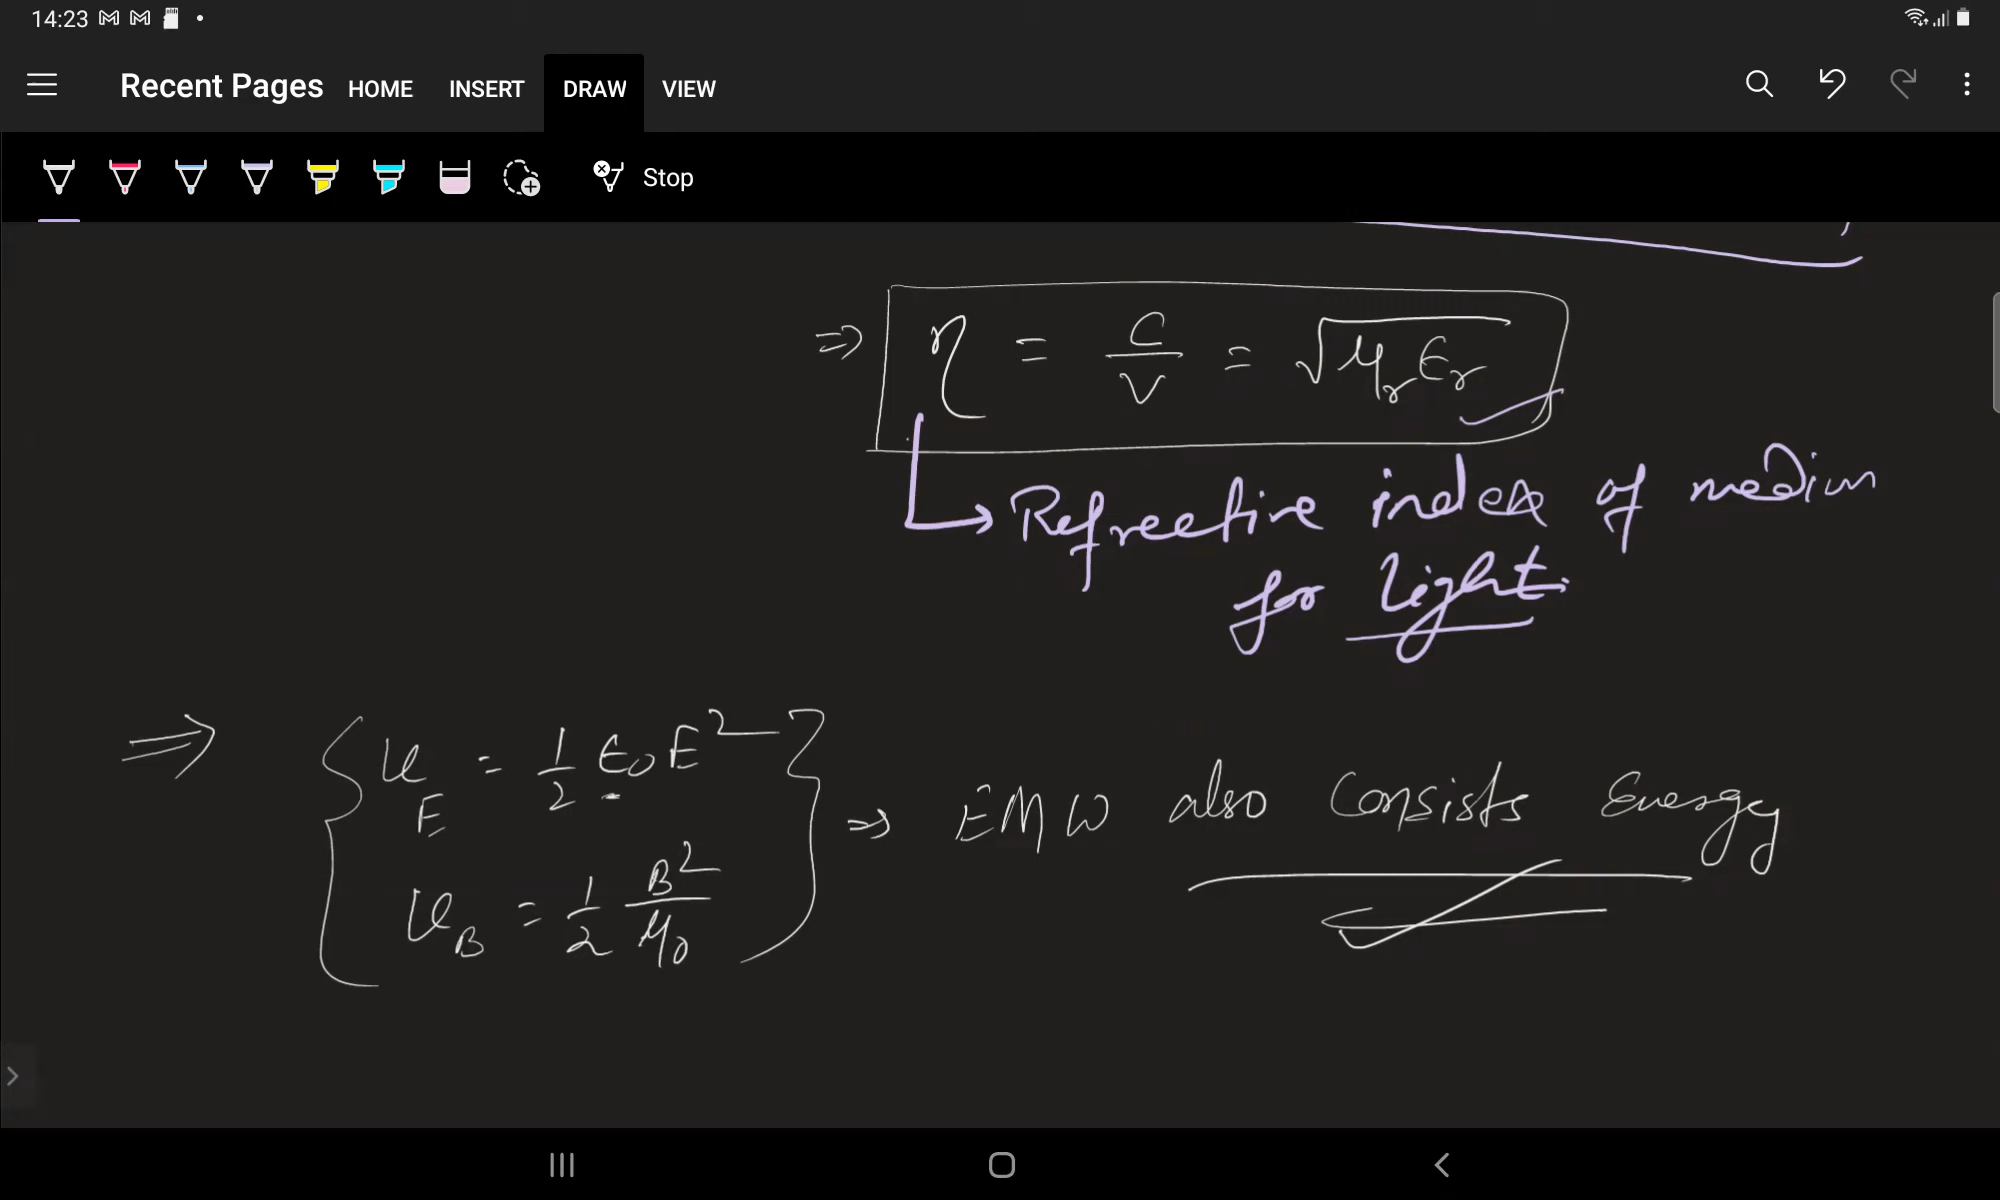 14:23
Recent Pages HOME INSERT DRAW VIEW
Stop
⇒ η = C/V = √μrεr
→ Refreective index of medium
for light.
⇒ { UE = 1/2 ε0E² } ⇒ EMW also Consists Energy
UB = 1/2 B²/μ0